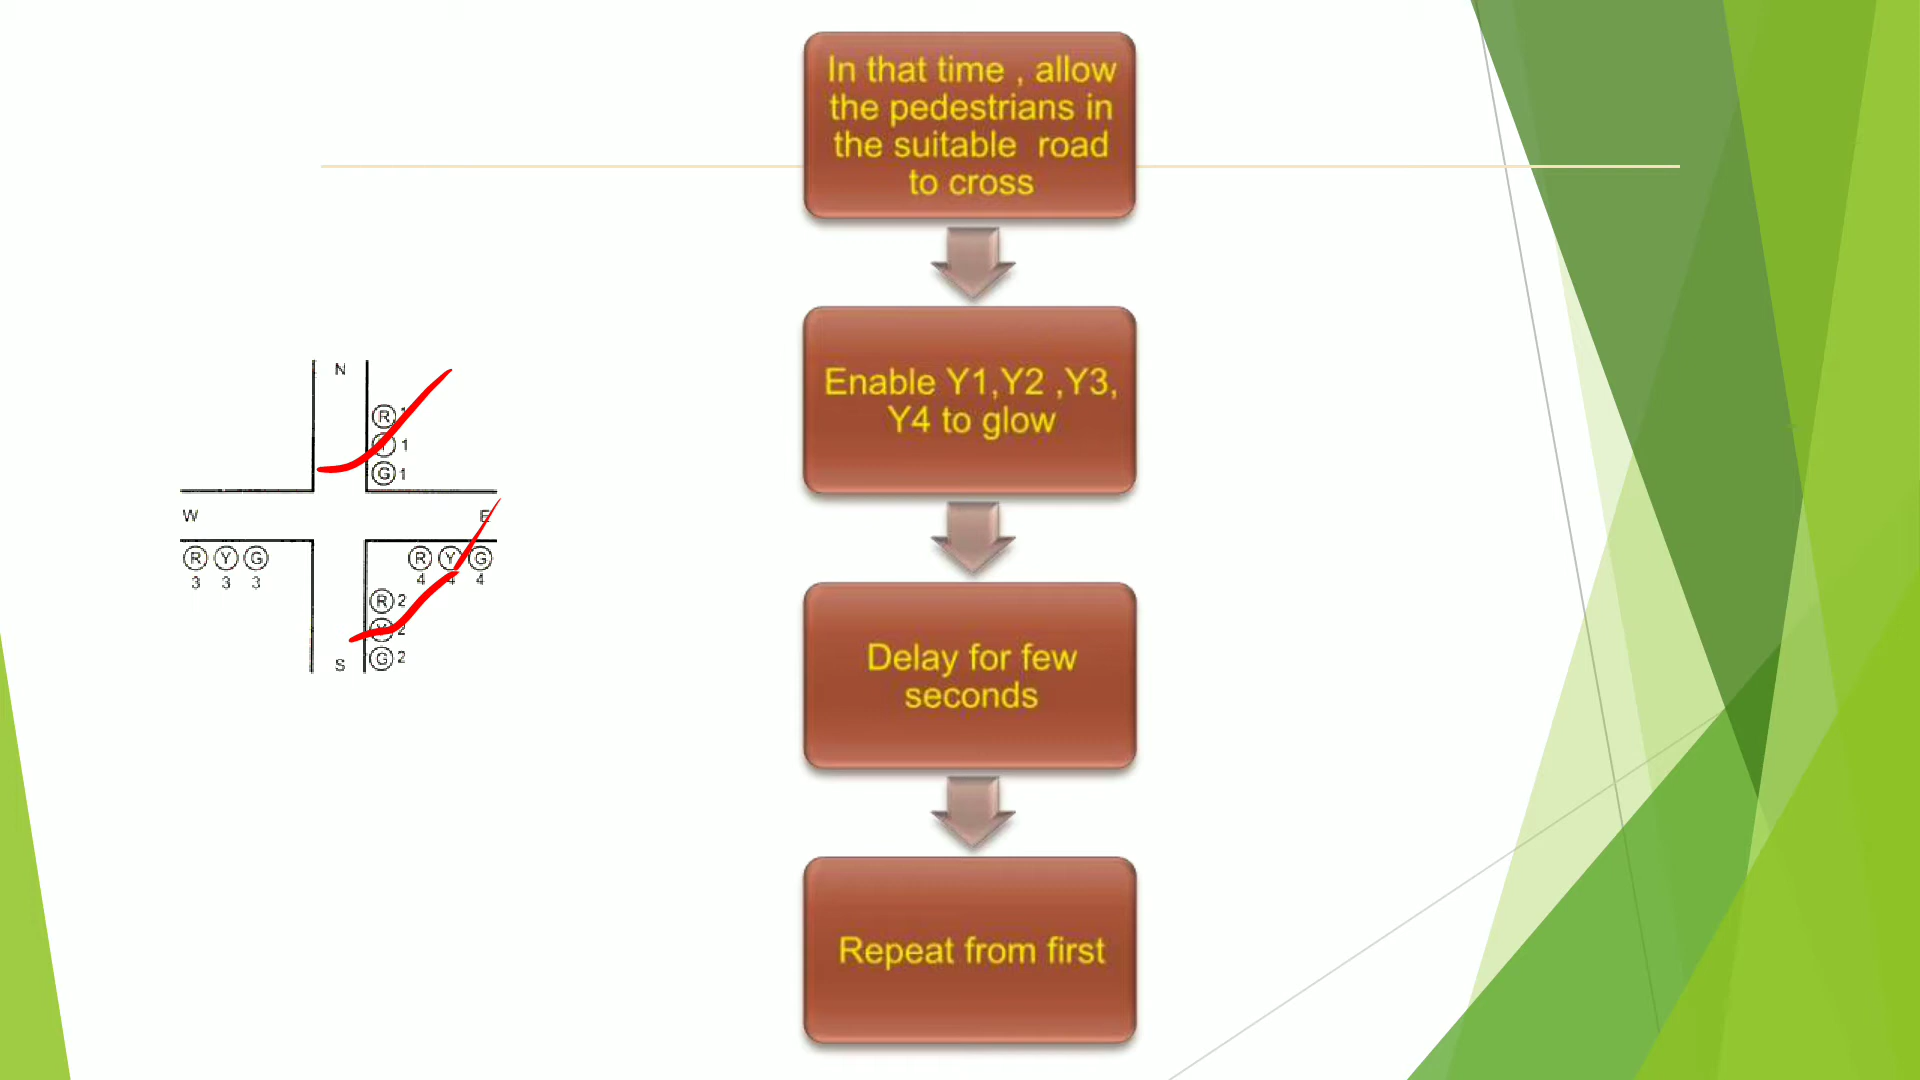 In that time , allow
the pedestrians in
the suitable road
to cross
Enable Y1,Y2 ,Y3,
Y4 to glow
Delay for few
seconds
Repeat from first
N
R
1
G 1
W
E
R Y G
3 3 3
R Y G
4 4 4
R 2
Y 2
S
G 2